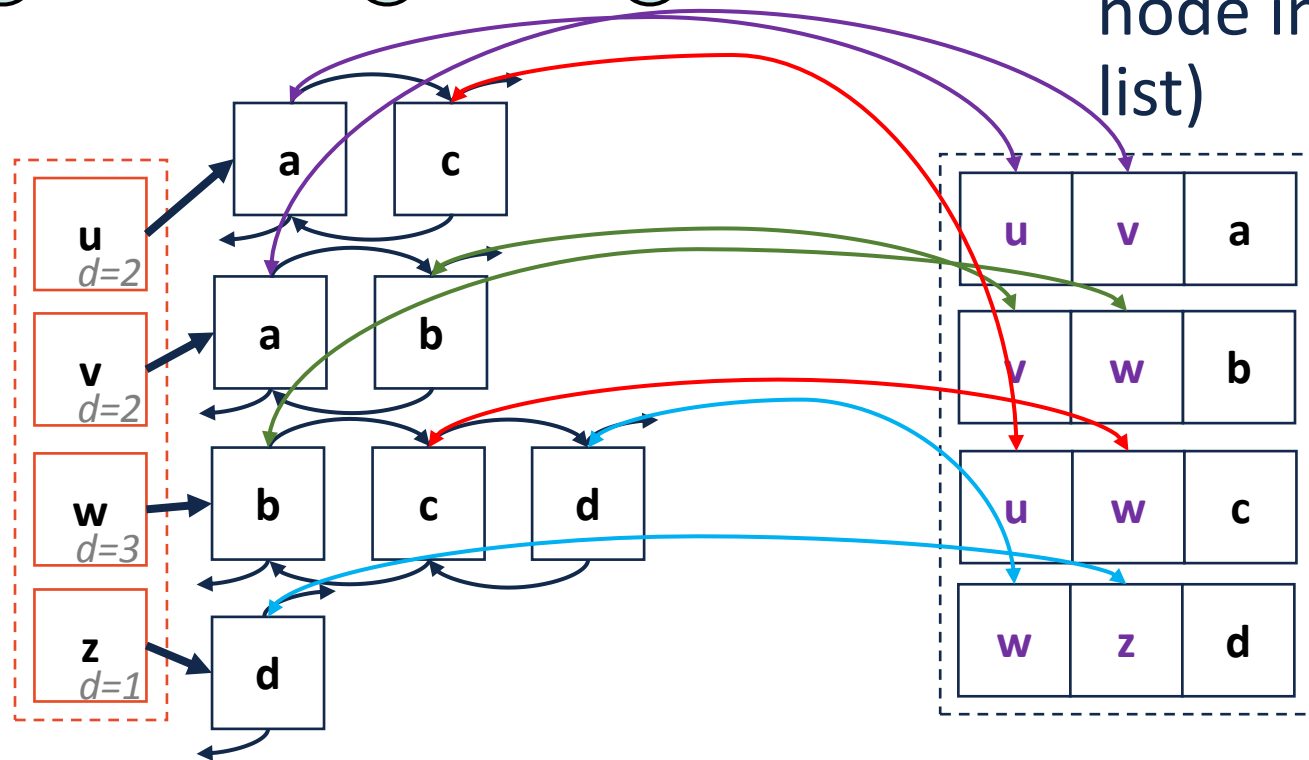 node in
list)
a c
u
d=2
u v a
a b
v
d=2
v w b
b c d
w
d=3
u w c
z
d=1
d
w z d